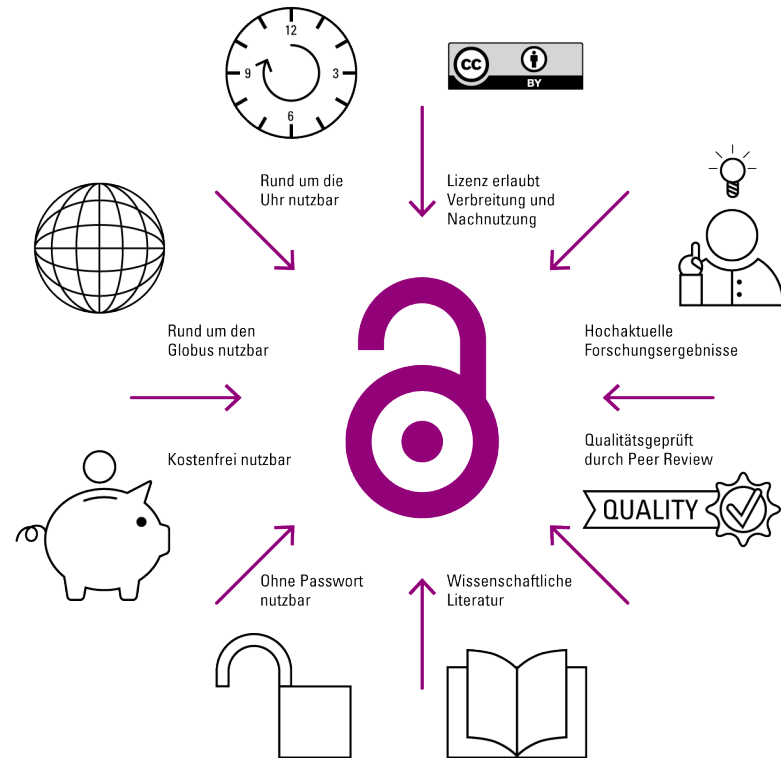 12
3
6
9
CC
BY
Rund um die
Uhr nutzbar
Lizenz erlaubt
Verbreitung und
Nachnutzung
Rund um den
Globus nutzbar
Hochaktuelle
Forschungsergebnisse
Kostenfrei nutzbar
Qualitätsgeprüft
durch Peer Review
QUALITY
Ohne Passwort
nutzbar
Wissenschaftliche
Literatur